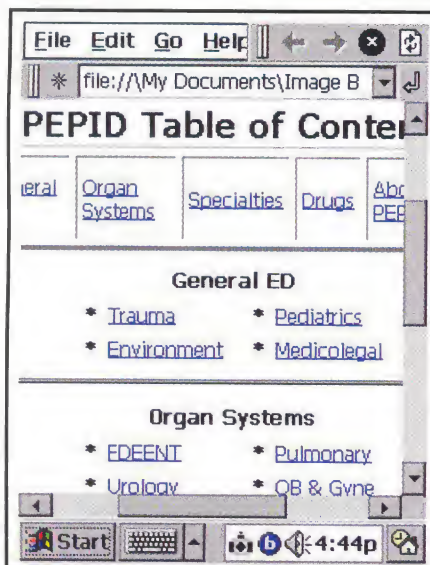 File Edit Go Help
file://\My Documents\Image B
PEPID Table of Conte
eral Organ Systems Specialties Drugs Abo PEP
General ED
* Trauma * Pediatrics
* Environment * Medicolegal
Organ Systems
* EDEENT * Pulmonary
* Urology * OB & Gyne
Start 4:44p